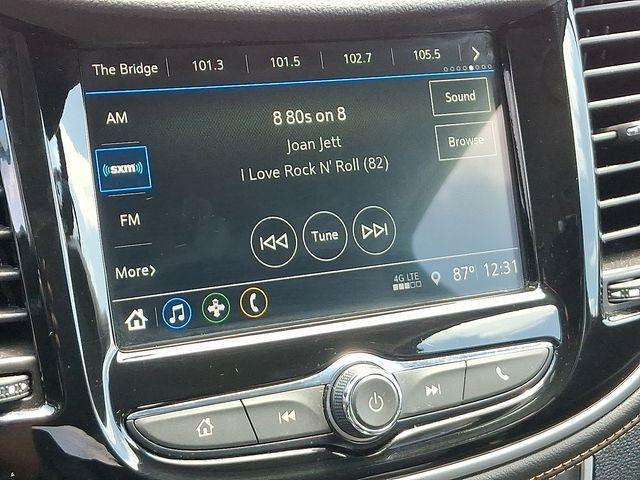 The Bridge 101.3 101.5 102.7 105.5
AM
8 80s on 8
Sound
Joan Jett
Browse
sxm
I Love Rock N' Roll (82)
FM
Tune
More
4G LTE
87° 12:31